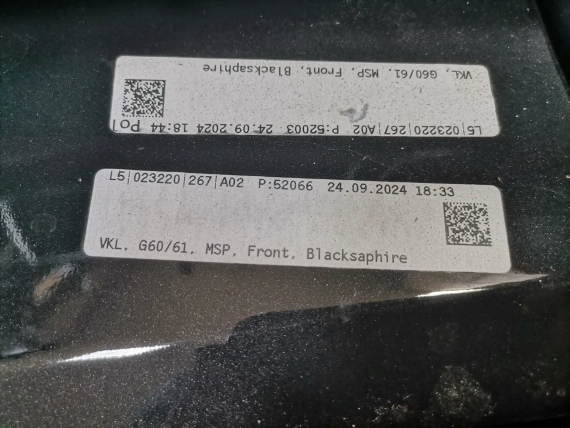 L5|023220|267|A02 P:52003 24.09.2024 18:44 Pol
VKL, G60/61, MSP, Front, Blacksaphire
L5|023220|267|A02 P:52066 24.09.2024 18:33
VKL, G60/61, MSP, Front, Blacksaphire